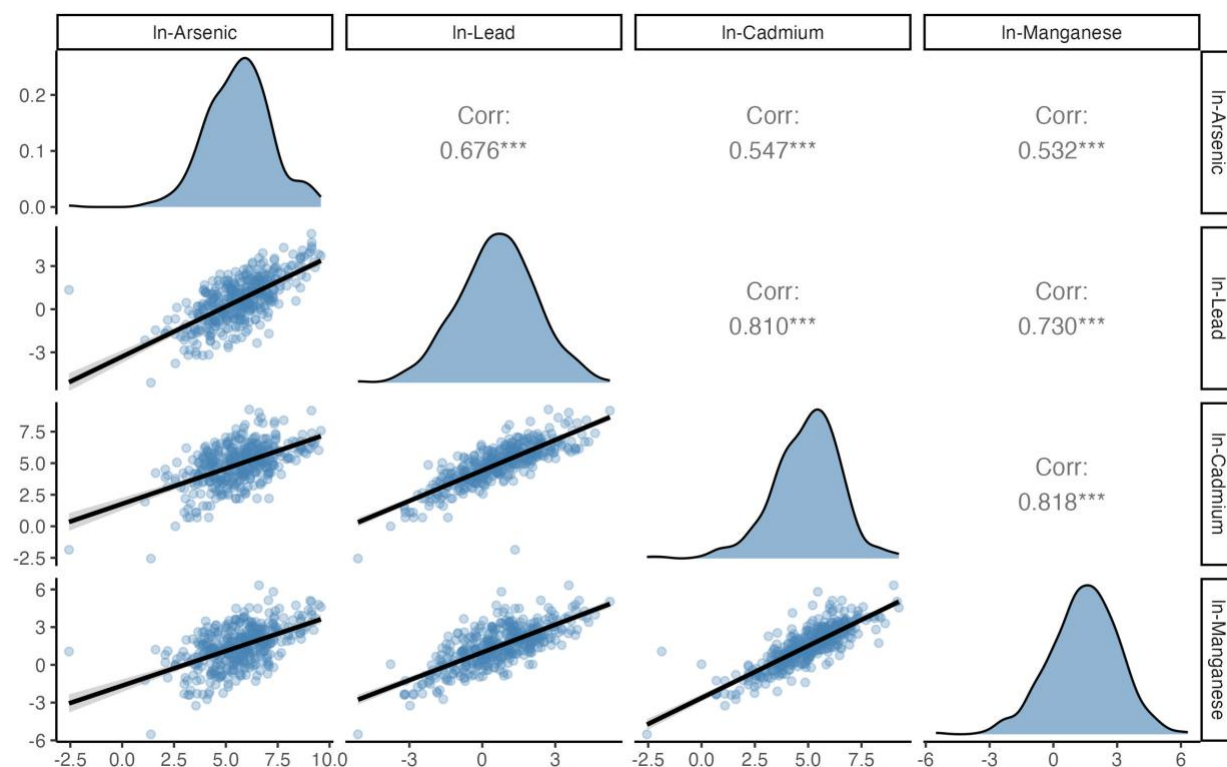 ln-Arsenic
ln-Lead
ln-Cadmium
ln-Manganese
0.2
0.1
0.0
Corr:
0.676***
Corr:
0.547***
Corr:
0.532***
ln-Arsenic
3
0
-3
Corr:
0.810***
Corr:
0.730***
ln-Lead
7.5
5.0
2.5
0.0
-2.5
Corr:
0.818***
ln-Cadmium
6
3
0
-3
-6
ln-Manganese
-2.5 0.0 2.5 5.0 7.5 10.0
-3 0 3
-2.5 0.0 2.5 5.0 7.5
-6 -3 0 3 6